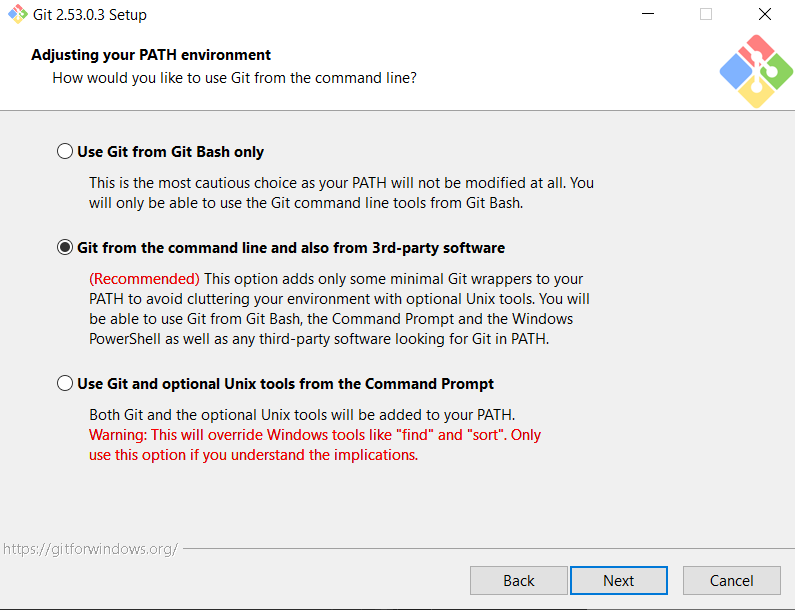 Git 2.53.0.3 Setup
Adjusting your PATH environment
How would you like to use Git from the command line?
Use Git from Git Bash only
This is the most cautious choice as your PATH will not be modified at all. You
will only be able to use the Git command line tools from Git Bash.
Git from the command line and also from 3rd-party software
(Recommended) This option adds only some minimal Git wrappers to your
PATH to avoid cluttering your environment with optional Unix tools. You will
be able to use Git from Git Bash, the Command Prompt and the Windows
PowerShell as well as any third-party software looking for Git in PATH.
Use Git and optional Unix tools from the Command Prompt
Both Git and the optional Unix tools will be added to your PATH.
Warning: This will override Windows tools like "find" and "sort". Only
use this option if you understand the implications.
https://gitforwindows.org/
Back Next Cancel